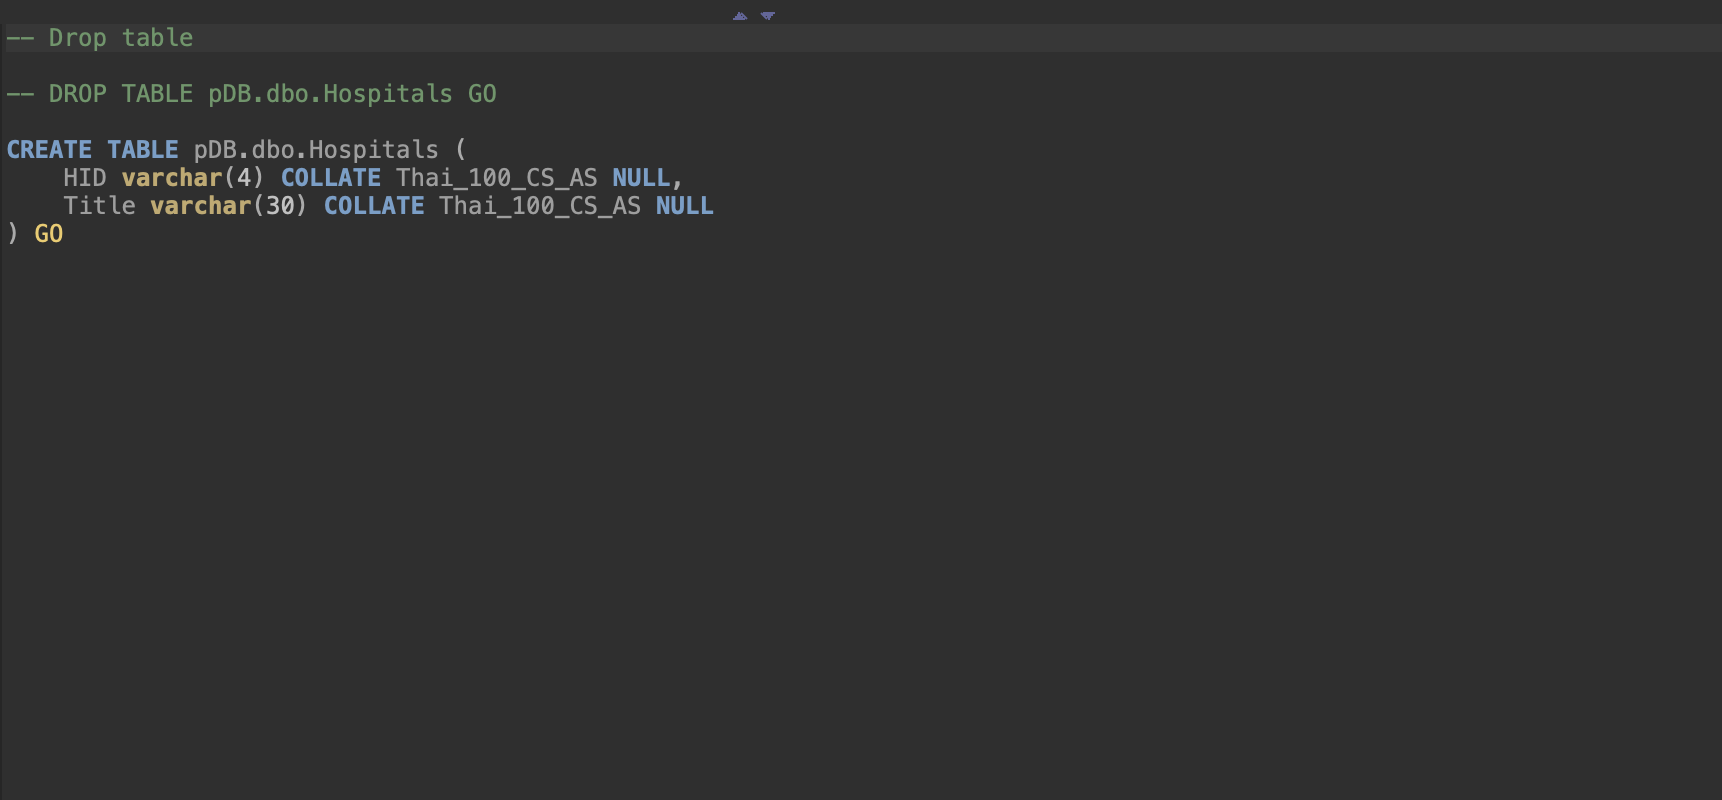 -- Drop table
-- DROP TABLE pDB.dbo.Hospitals GO
CREATE TABLE pDB.dbo.Hospitals (
    HID varchar(4) COLLATE Thai_100_CS_AS NULL,
    Title varchar(30) COLLATE Thai_100_CS_AS NULL
) GO